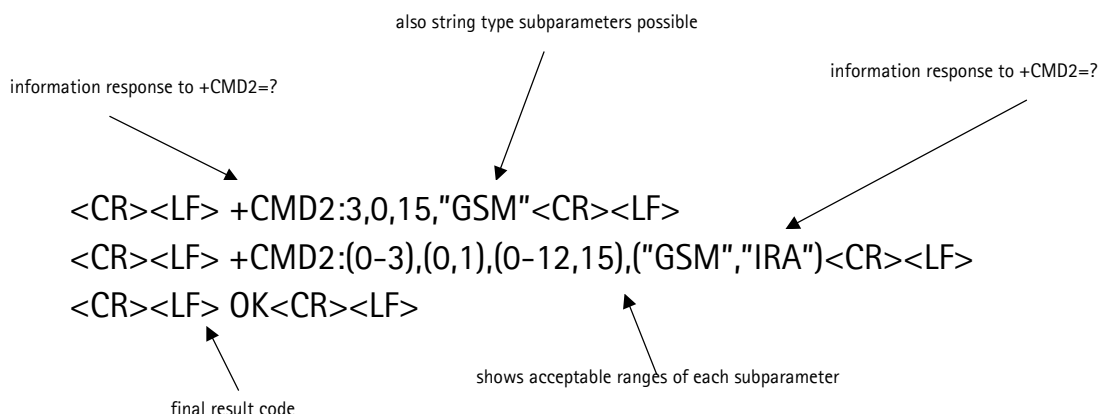 also string type subparameters possible
information response to +CMD2=?
information response to +CMD2=?
<CR><LF> +CMD2:3,0,15,"GSM"<CR><LF>
<CR><LF> +CMD2:(0-3),(0,1),(0-12,15),("GSM","IRA")<CR><LF>
<CR><LF> OK<CR><LF>
shows acceptable ranges of each subparameter
final result code